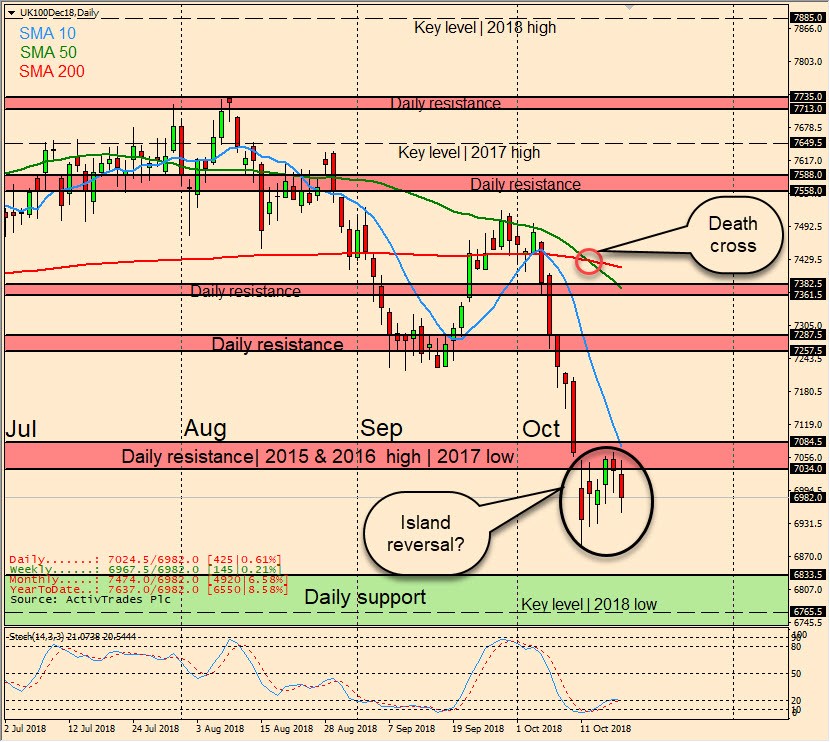 UK100Dec18,Daily
SMA 10
SMA 50
SMA 200
Key level | 2018 high
Daily resistance
Key level | 2017 high
Daily resistance
Death
cross
Daily resistance
Daily resistance
Jul
Aug
Sep
Oct
Daily resistance| 2015 & 2016 high | 2017 low
Island
reversal?
Daily.......: 7024.5/6982.0 [425|0.61%]
Weekly......: 6967.5/6982.0 [145|0.21%]
Monthly.....: 7474.0/6982.0 [4920|6.58%]
YearToDate..: 7637.0/6982.0 [6550|8.58%]
Source: ActivTrades Plc
Daily support
Key level | 2018 low
7885.0
7866.0
7803.0
7735.0
7713.0
7678.5
7649.5
7617.0
7588.0
7558.0
7492.5
7429.5
7382.5
7361.5
7305.0
7287.5
7257.5
7243.5
7180.5
7119.0
7084.5
7056.0
7034.0
6994.5
6982.0
6931.5
6870.0
6833.5
6807.0
6765.5
6745.5
Stoch(14,3,3) 21.0738 20.5444
100
90
80
50
20
10
0
2 Jul 2018
12 Jul 2018
24 Jul 2018
3 Aug 2018
15 Aug 2018
28 Aug 2018
7 Sep 2018
19 Sep 2018
1 Oct 2018
11 Oct 2018